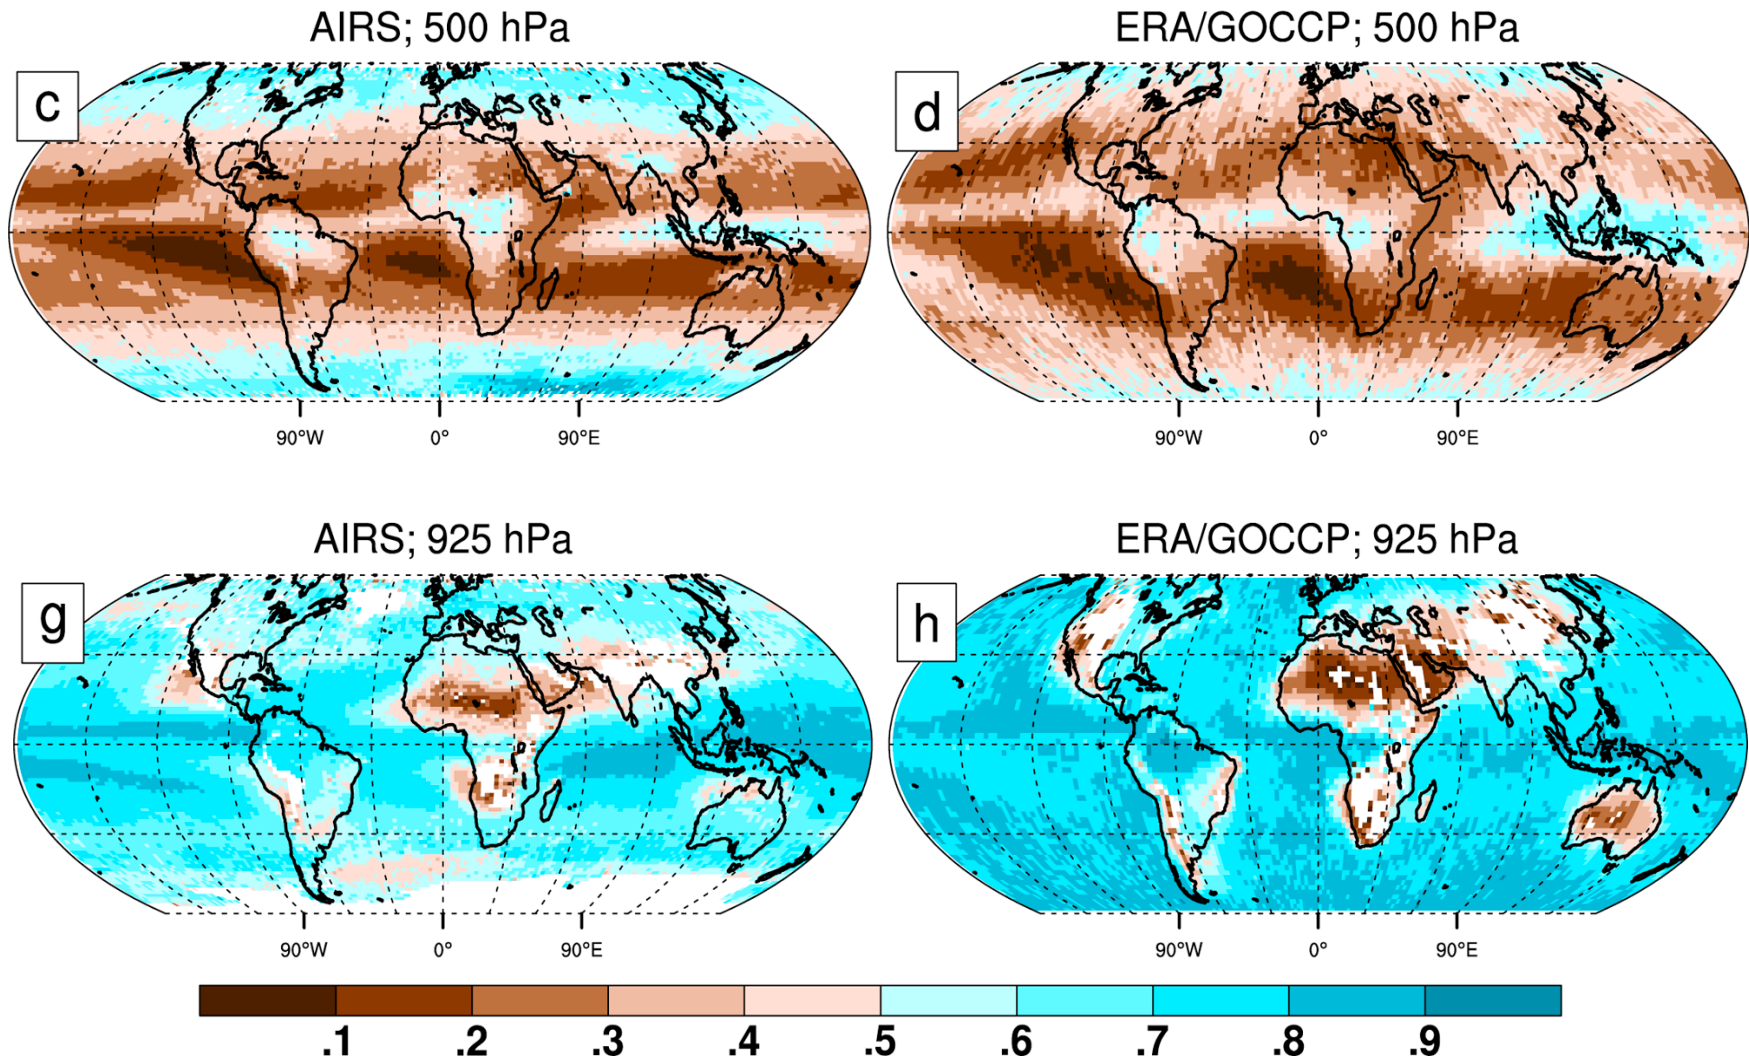 AIRS; 500 hPa
ERA/GOCCP; 500 hPa
c
d
90°W 0° 90°E
90°W 0° 90°E
AIRS; 925 hPa
ERA/GOCCP; 925 hPa
g
h
90°W 0° 90°E
90°W 0° 90°E
.1 .2 .3 .4 .5 .6 .7 .8 .9